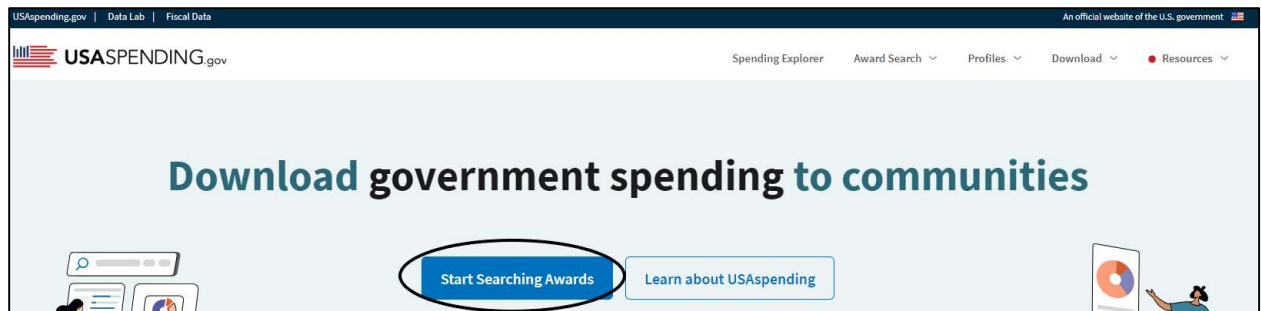 USAspending.gov | Data Lab | Fiscal Data An official website of the U.S. government
USASPENDING.gov Spending Explorer Award Search Profiles Download Resources
Download government spending to communities
Start Searching Awards Learn about USAspending